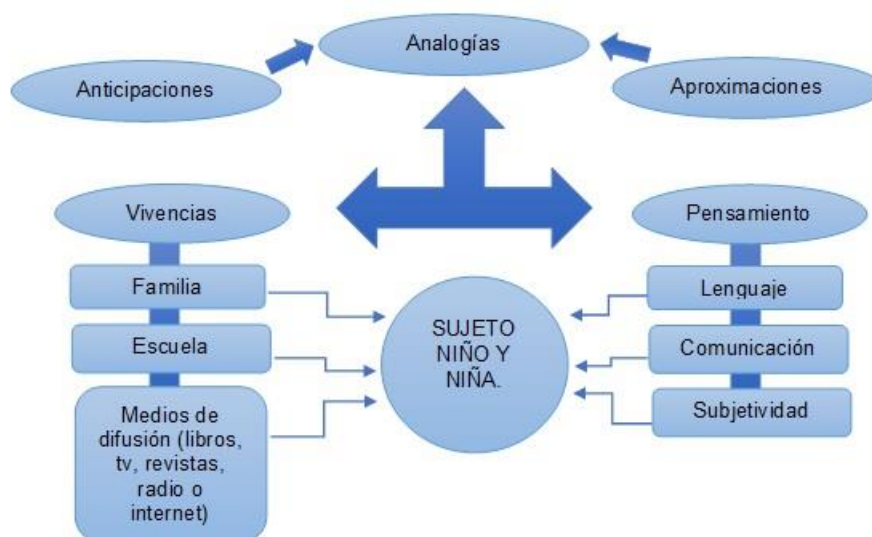 Analogías
Anticipaciones
Aproximaciones
Vivencias
Pensamiento
Familia
Lenguaje
Escuela
SUJETO
NIÑO Y
NIÑA.
Comunicación
Medios de
difusión (libros,
tv, revistas,
radio o
internet)
Subjetividad